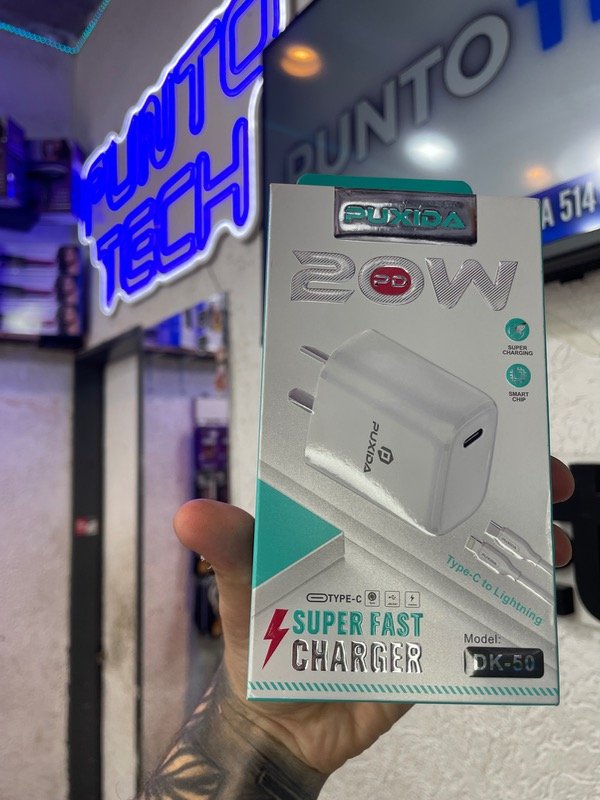 PUNTO
TECH
PUNTO T
A 514
PUXIDA
20W
PD
SUPER
CHARGING
SMART
CHIP
PUXIDA
Type-C to Lightning
TYPE-C
SUPER FAST
CHARGER
Model:
DK-50